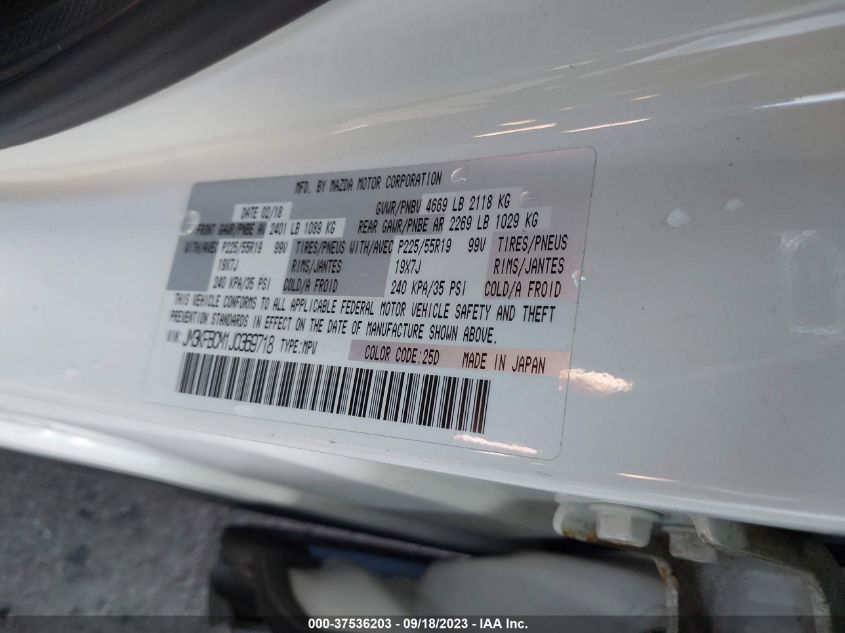 MFD. BY MAZDA MOTOR CORPORATION
DATE 02/18 GVWR/PNBV 4669 LB 2118 KG
FRONT GAWR/PNBE AV 2401 LB 1089 KG REAR GAWR/PNBE AR 2269 LB 1029 KG
WITH/AVEC P225/55R19 99V TIRES/PNEUS WITH/AVEC P225/55R19 99V TIRES/PNEUS
19X7J RIMS/JANTES 19X7J RIMS/JANTES
240 KPA/35 PSI COLD/A FROID 240 KPA/35 PSI COLD/A FROID
THIS VEHICLE CONFORMS TO ALL APPLICABLE FEDERAL MOTOR VEHICLE SAFETY AND THEFT
PREVENTION STANDARDS IN EFFECT ON THE DATE OF MANUFACTURE SHOWN ABOVE.
VIN: JM3KFBCM1J0369718 TYPE:MPV
COLOR CODE:25D MADE IN JAPAN
000-37536203 - 09/18/2023 - IAA Inc.